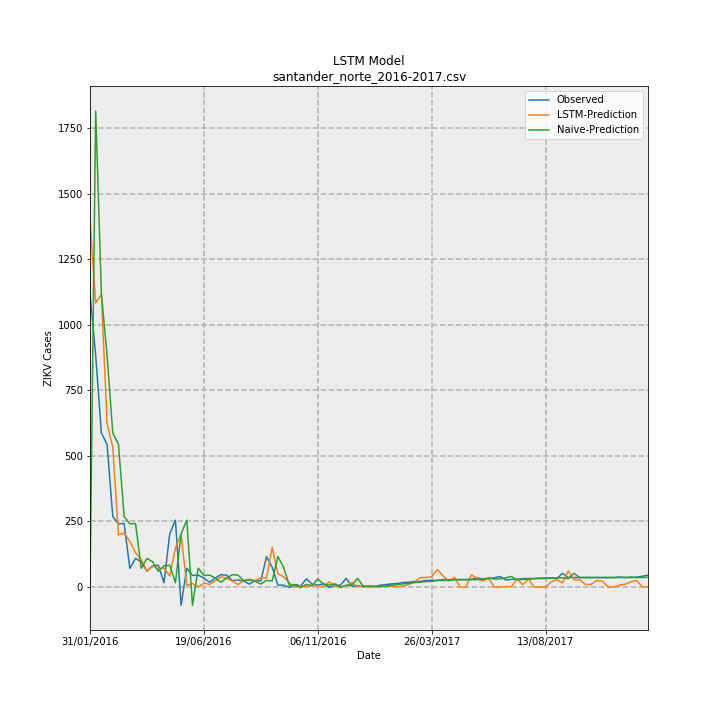 LSTM Model
santander_norte_2016-2017.csv
Observed
LSTM-Prediction
Naive-Prediction
1750
1500
1250
1000
750
500
250
0
ZIKV Cases
31/01/2016
19/06/2016
06/11/2016
26/03/2017
13/08/2017
Date